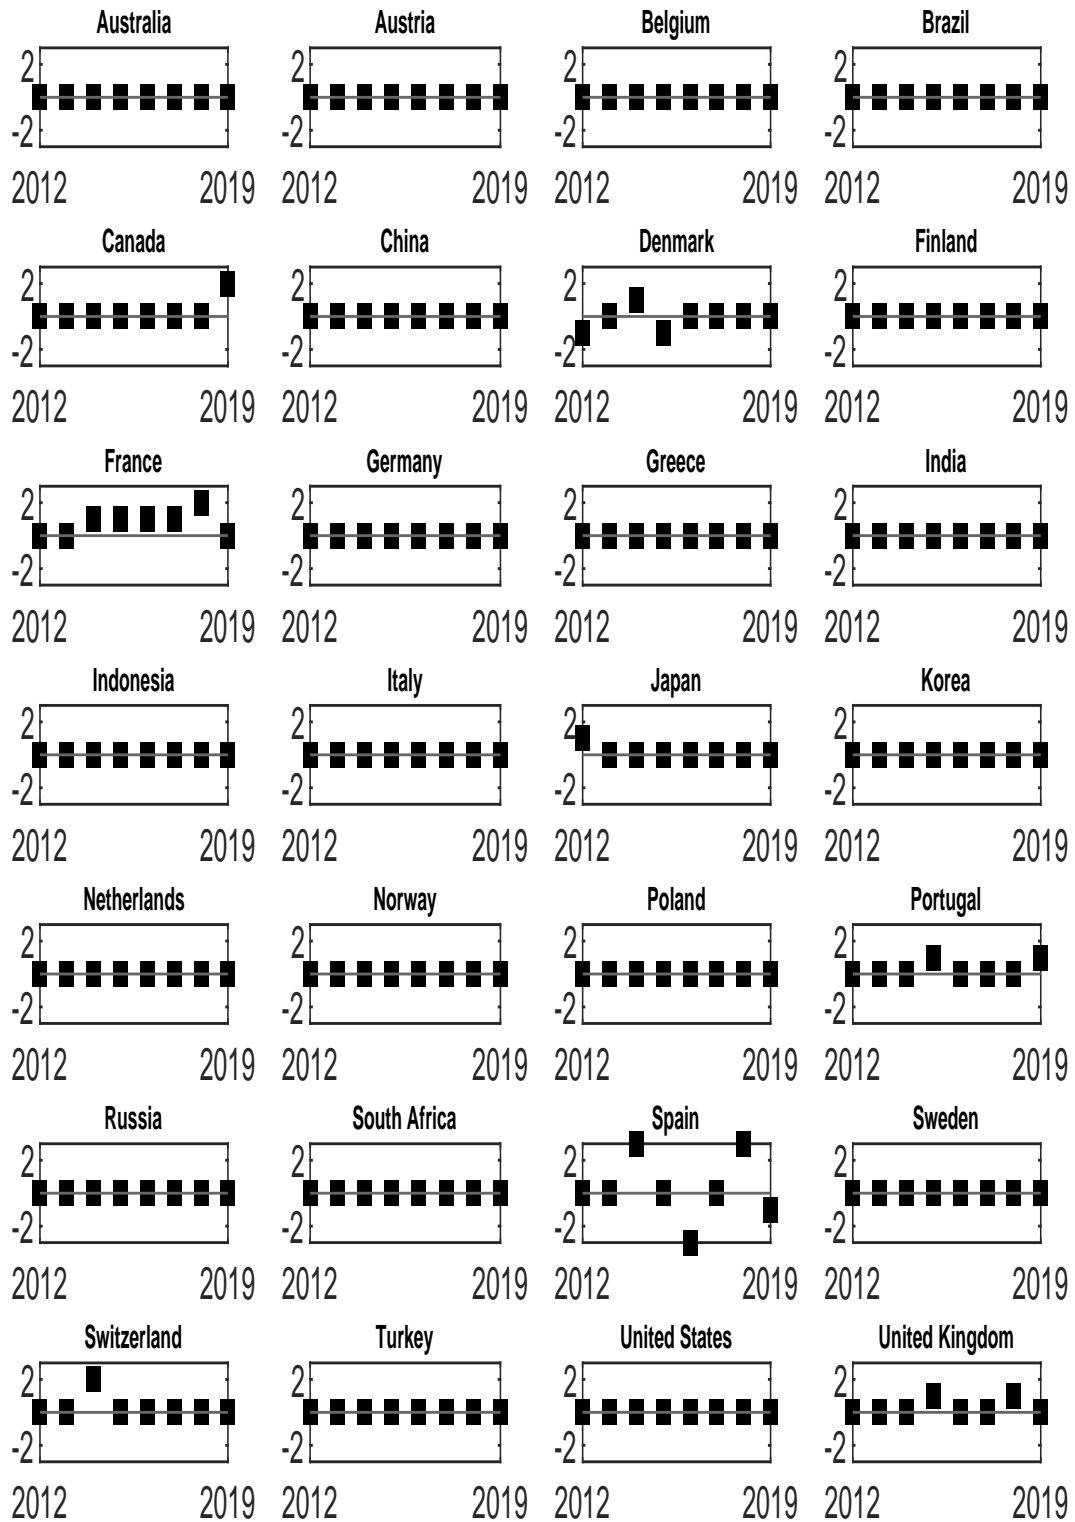 Australia Austria Belgium Brazil
2 2 2 2
-2 -2 -2 -2
2012 2019 2012 2019 2012 2019 2012 2019
Canada China Denmark Finland
2 2 2 2
-2 -2 -2 -2
2012 2019 2012 2019 2012 2019 2012 2019
France Germany Greece India
2 2 2 2
-2 -2 -2 -2
2012 2019 2012 2019 2012 2019 2012 2019
Indonesia Italy Japan Korea
2 2 2 2
-2 -2 -2 -2
2012 2019 2012 2019 2012 2019 2012 2019
Netherlands Norway Poland Portugal
2 2 2 2
-2 -2 -2 -2
2012 2019 2012 2019 2012 2019 2012 2019
Russia South Africa Spain Sweden
2 2 2 2
-2 -2 -2 -2
2012 2019 2012 2019 2012 2019 2012 2019
Switzerland Turkey United States United Kingdom
2 2 2 2
-2 -2 -2 -2
2012 2019 2012 2019 2012 2019 2012 2019